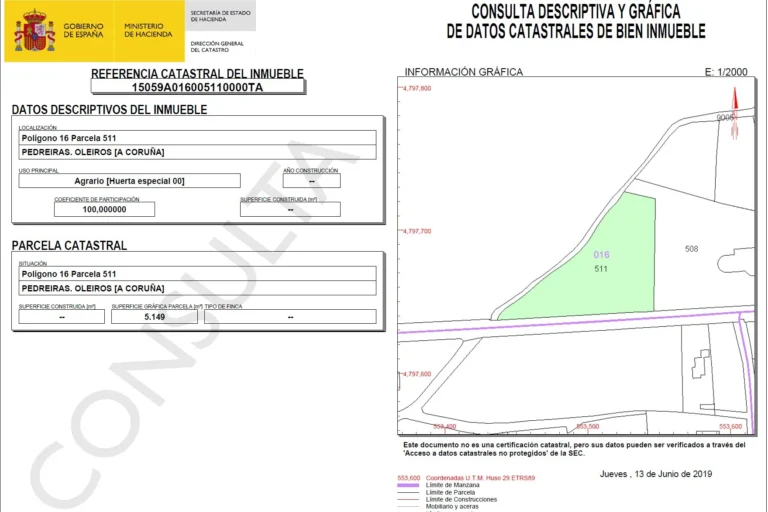 GOBIERNO
DE ESPAÑA
MINISTERIO
DE HACIENDA
SECRETARÍA DE ESTADO
DE HACIENDA
DIRECCIÓN GENERAL
DEL CATASTRO
CONSULTA DESCRIPTIVA Y GRÁFICA
DE DATOS CATASTRALES DE BIEN INMUEBLE
REFERENCIA CATASTRAL DEL INMUEBLE
15059A016005110000TA
DATOS DESCRIPTIVOS DEL INMUEBLE
LOCALIZACIÓN
Polígono 16 Parcela 511
PEDREIRAS. OLEIROS [A CORUÑA]
USO PRINCIPAL
Agrario [Huerta especial 00]
AÑO CONSTRUCCIÓN
--
COEFICIENTE DE PARTICIPACIÓN
100,000000
SUPERFICIE CONSTRUIDA [m²]
--
PARCELA CATASTRAL
SITUACIÓN
Polígono 16 Parcela 511
PEDREIRAS. OLEIROS [A CORUÑA]
SUPERFICIE CONSTRUIDA [m²]
--
SUPERFICIE GRÁFICA PARCELA [m²]
5.149
TIPO DE FINCA
--
CONSULTA
INFORMACIÓN GRÁFICA
E: 1/2000
4,797,800
9005
4,797,700
016
511
508
4,797,600
553,400
553,500
553,600
Este documento no es una certificación catastral, pero sus datos pueden ser verificados a través del
'Acceso a datos catastrales no protegidos' de la SEC.
Jueves , 13 de Junio de 2019
553,600 Coordenadas U.T.M. Huso 29 ETRS89
Límite de Manzana
Límite de Parcela
Límite de Construcciones
Mobiliario y aceras